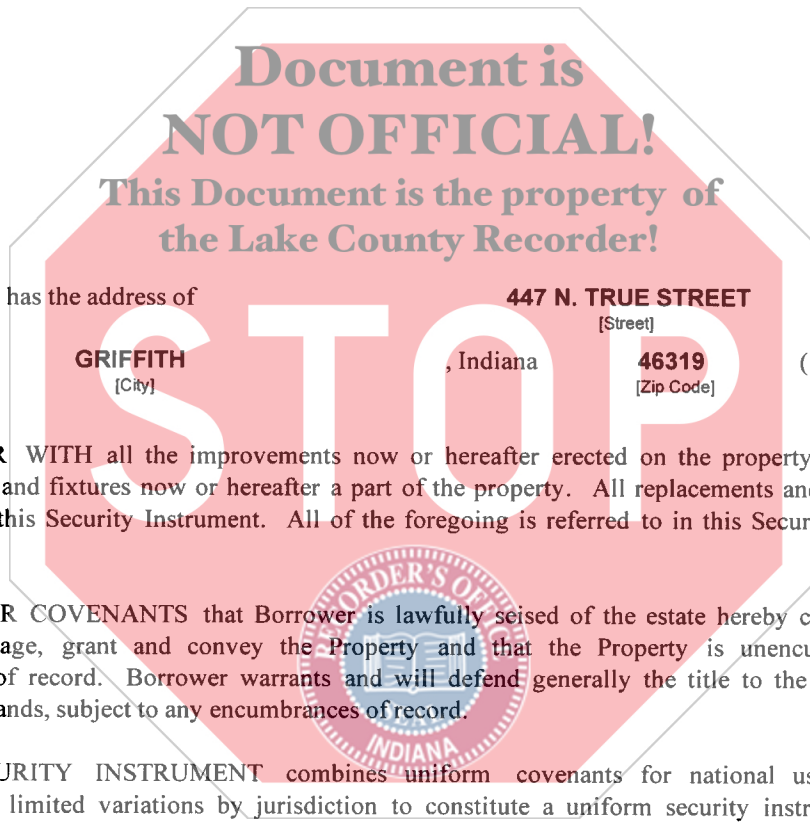 Document is
NOT OFFICIAL!
This Document is the property of
the Lake County Recorder!
has the address of 447 N. TRUE STREET
[Street]
GRIFFITH , Indiana 46319 (
[City] [Zip Code]
STOP
R WITH all the improvements now or hereafter erected on the property
and fixtures now or hereafter a part of the property. All replacements and
this Security Instrument. All of the foregoing is referred to in this Secur
RECORDER'S OFFICE
R COVENANTS that Borrower is lawfully seised of the estate hereby c
age, grant and convey the Property and that the Property is unencu
of record. Borrower warrants and will defend generally the title to the
ands, subject to any encumbrances of record.
SEAL
INDIANA
URITY INSTRUMENT combines uniform covenants for national us
limited variations by jurisdiction to constitute a uniform security instr